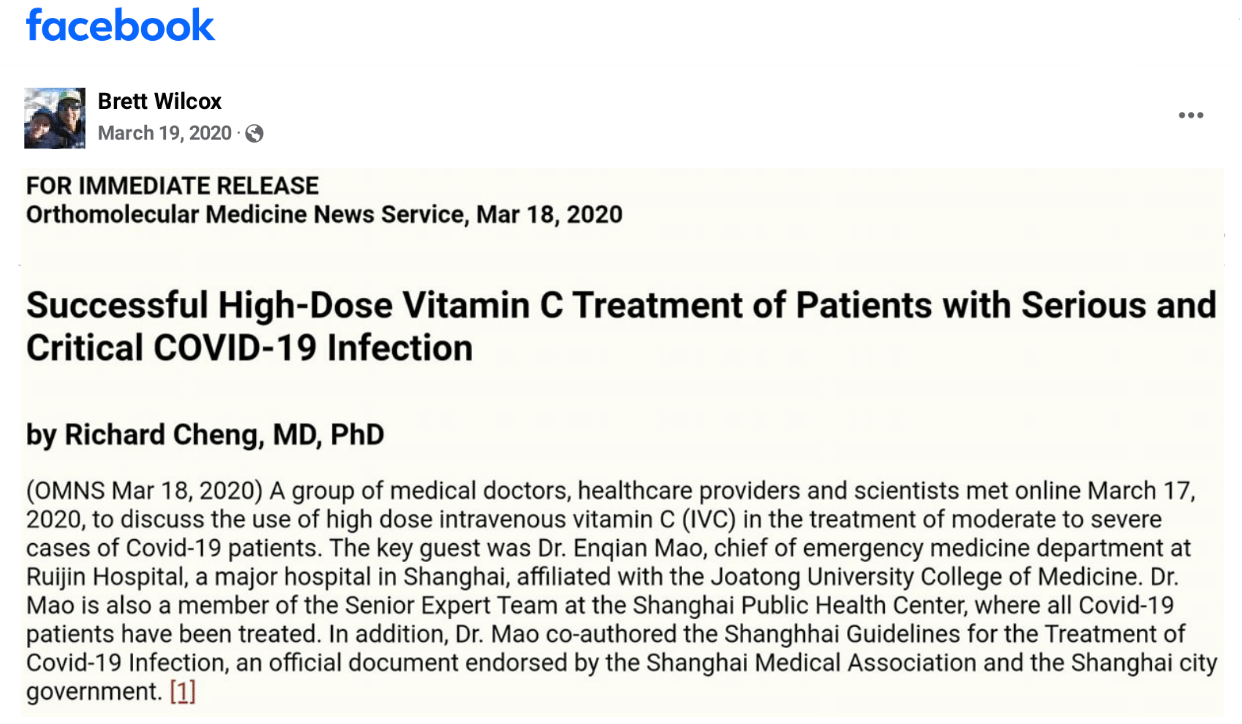 facebook
Brett Wilcox
March 19, 2020 ·
FOR IMMEDIATE RELEASE
Orthomolecular Medicine News Service, Mar 18, 2020
Successful High-Dose Vitamin C Treatment of Patients with Serious and
Critical COVID-19 Infection
by Richard Cheng, MD, PhD
(OMNS Mar 18, 2020) A group of medical doctors, healthcare providers and scientists met online March 17,
2020, to discuss the use of high dose intravenous vitamin C (IVC) in the treatment of moderate to severe
cases of Covid-19 patients. The key guest was Dr. Enqian Mao, chief of emergency medicine department at
Ruijin Hospital, a major hospital in Shanghai, affiliated with the Joatong University College of Medicine. Dr.
Mao is also a member of the Senior Expert Team at the Shanghai Public Health Center, where all Covid-19
patients have been treated. In addition, Dr. Mao co-authored the Shanghhai Guidelines for the Treatment of
Covid-19 Infection, an official document endorsed by the Shanghai Medical Association and the Shanghai city
government. [1]